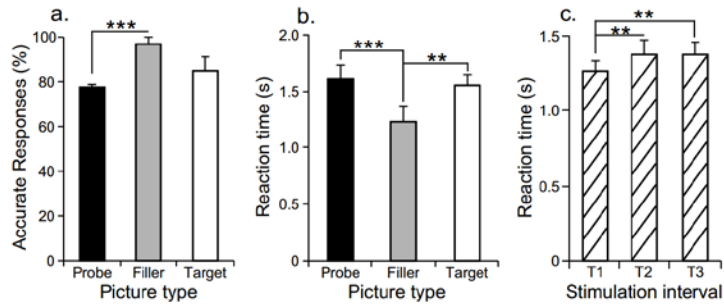 a.
***
Accurate Responses (%)
100
80
60
40
20
0
Probe Filler Target
Picture type
b.
*** **
Reaction time (s)
2.0
1.5
1.0
0.5
0
Probe Filler Target
Picture type
c.
**
**
Reaction time (s)
1.5
1.0
0.5
0
T1 T2 T3
Stimulation interval